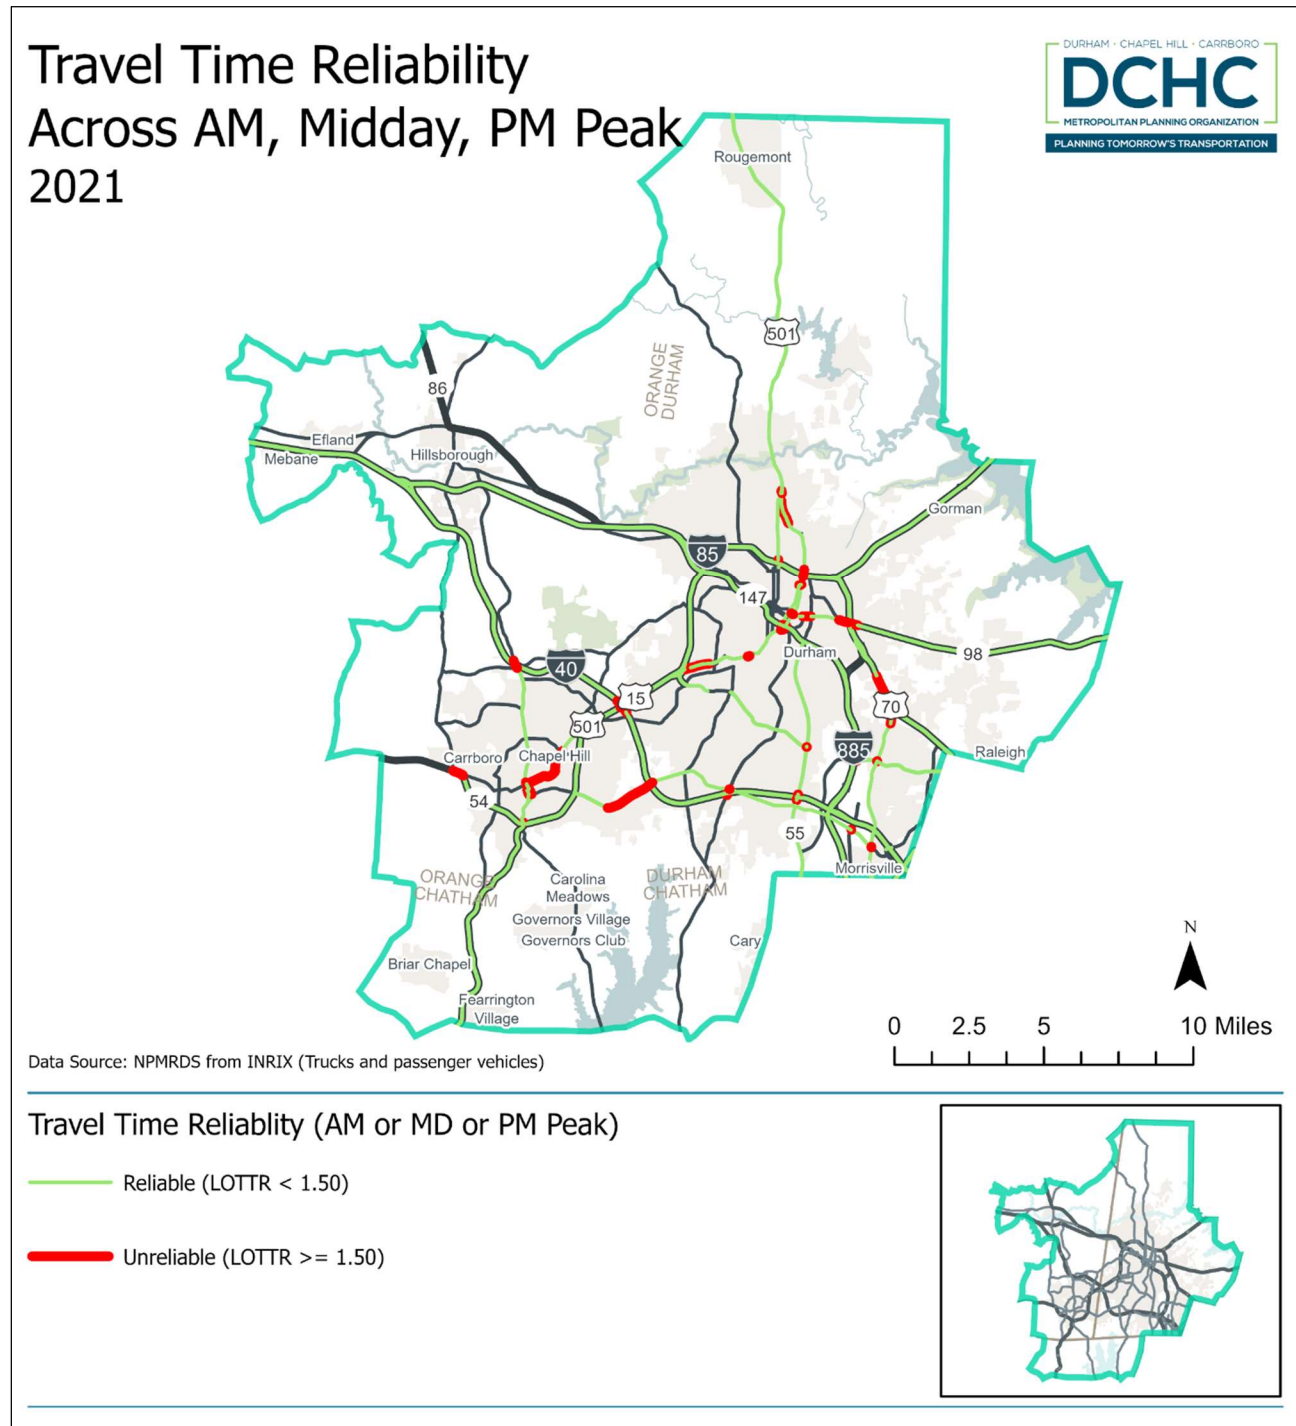 Travel Time Reliability
Across AM, Midday, PM Peak
2021
DURHAM · CHAPEL HILL · CARRBORO
DCHC
METROPOLITAN PLANNING ORGANIZATION
PLANNING TOMORROW'S TRANSPORTATION
Rougemont
501
ORANGE
DURHAM
86
Efland
Mebane
Hillsborough
Gorman
85
147
Durham
98
40
15
501
70
885
Raleigh
Carrboro
Chapel Hill
54
55
Morrisville
ORANGE
CHATHAM
DURHAM
CHATHAM
Carolina
Meadows
Governors Village
Governors Club
Cary
Briar Chapel
Fearrington
Village
N
0 2.5 5 10 Miles
Data Source: NPMRDS from INRIX (Trucks and passenger vehicles)
Travel Time Reliablity (AM or MD or PM Peak)
Reliable (LOTTR < 1.50)
Unreliable (LOTTR >= 1.50)